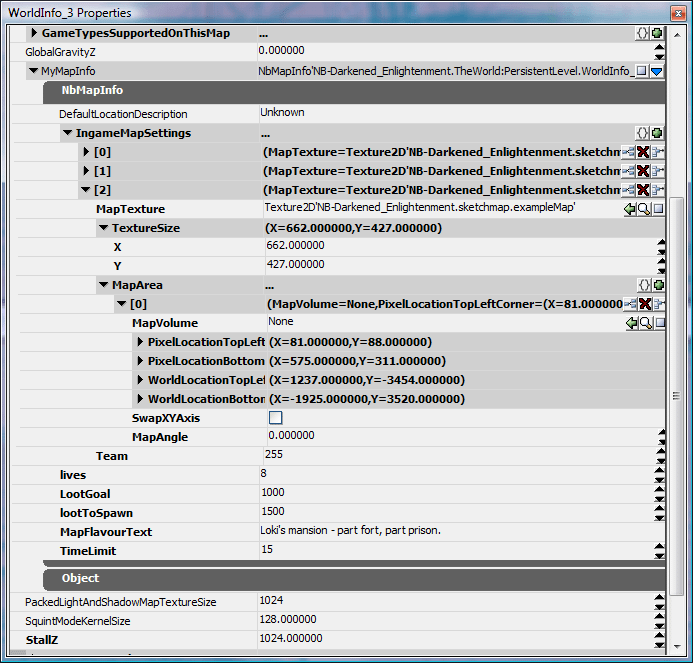 WorldInfo_3 Properties
GameTypesSupportedOnThisMap ...
GlobalGravityZ 0.000000
MyMapInfo NbMapInfo'NB-Darkened_Enlightenment.TheWorld:PersistentLevel.WorldInfo_
NbMapInfo
DefaultLocationDescription Unknown
IngameMapSettings ...
[0] (MapTexture=Texture2D'NB-Darkened_Enlightenment.sketchm
[1] (MapTexture=Texture2D'NB-Darkened_Enlightenment.sketchm
[2] (MapTexture=Texture2D'NB-Darkened_Enlightenment.sketchm
MapTexture Texture2D'NB-Darkened_Enlightenment.sketchmap.exampleMap'
TextureSize (X=662.000000,Y=427.000000)
X 662.000000
Y 427.000000
MapArea ...
[0] (MapVolume=None,PixelLocationTopLeftCorner=(X=81.000000
MapVolume None
PixelLocationTopLeft (X=81.000000,Y=88.000000)
PixelLocationBottom (X=575.000000,Y=311.000000)
WorldLocationTopLef (X=1237.000000,Y=-3454.000000)
WorldLocationBottom (X=-1925.000000,Y=3520.000000)
SwapXYAxis
MapAngle 0.000000
Team 255
lives 8
LootGoal 1000
lootToSpawn 1500
MapFlavourText Loki's mansion - part fort, part prison.
TimeLimit 15
Object
PackedLightAndShadowMapTextureSize 1024
SquintModeKernelSize 128.000000
StallZ 1024.000000